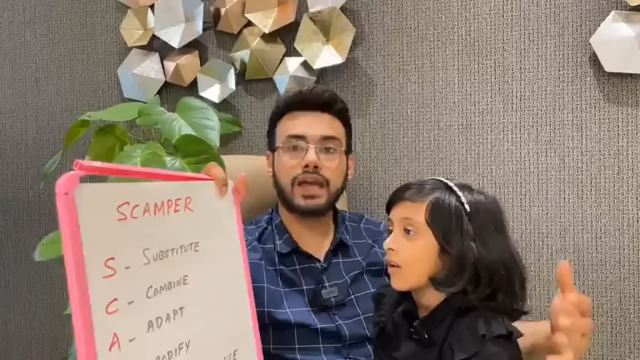 SCAMPER
S - SUBSTITUTE
C - COMBINE
A - ADAPT